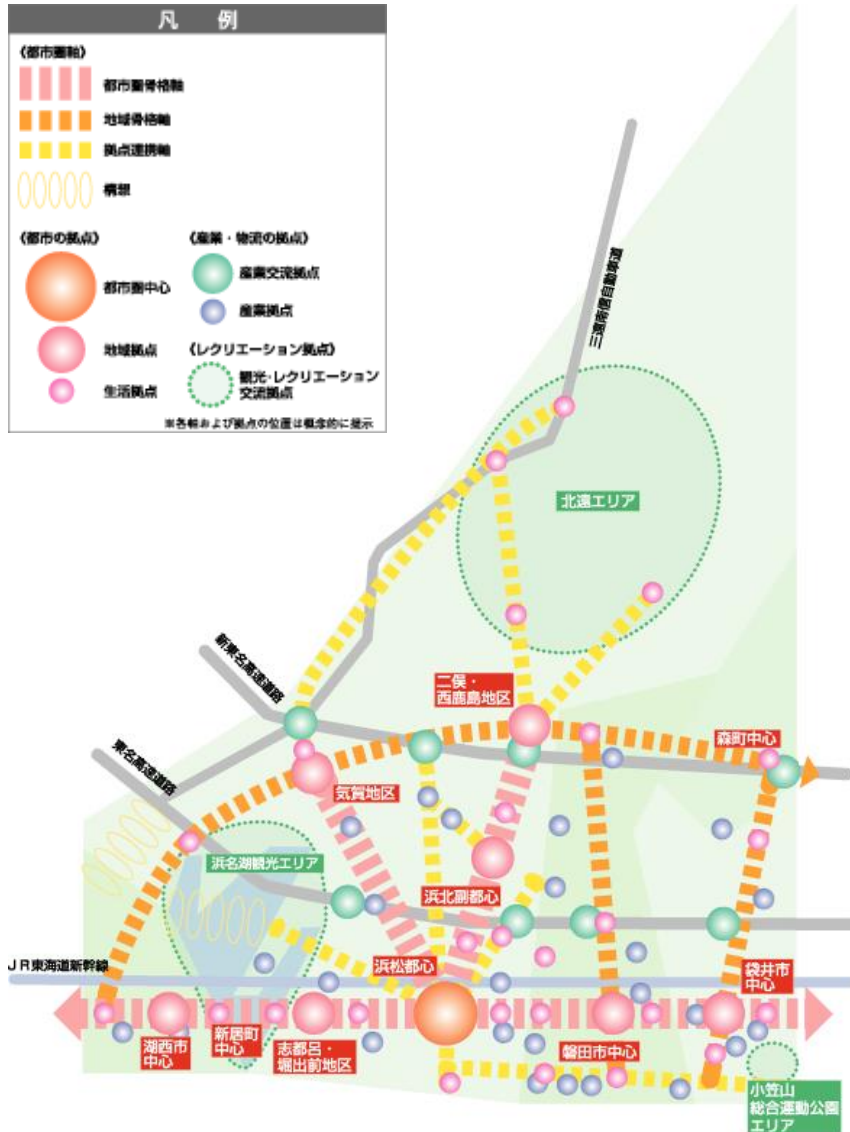 凡 例
《都市圏軸》
都市圏骨格軸
地域骨格軸
拠点連携軸
構想
《都市の拠点》
都市圏中心
地域拠点
生活拠点
《産業・物流の拠点》
産業交流拠点
産業拠点
《レクリエーション拠点》
観光・レクリエーション
交流拠点
※各軸および拠点の位置は概念的に提示
三遠南信自動車道
北遠エリア
新東名高速道路
二俣・
西鹿島地区
森町中心
東名高速道路
気賀地区
浜名湖観光エリア
浜北副都心
JR東海道新幹線
浜松都心
袋井市
中心
湖西市
中心
新居町
中心
志都呂・
堀出前地区
磐田市中心
小笠山
総合運動公園
エリア